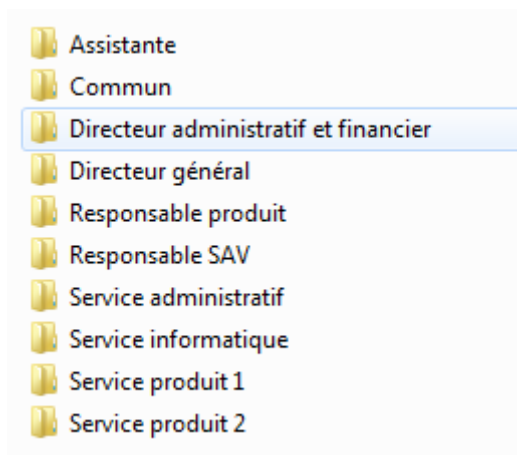 Assistante
Commun
Directeur administratif et financier
Directeur général
Responsable produit
Responsable SAV
Service administratif
Service informatique
Service produit 1
Service produit 2